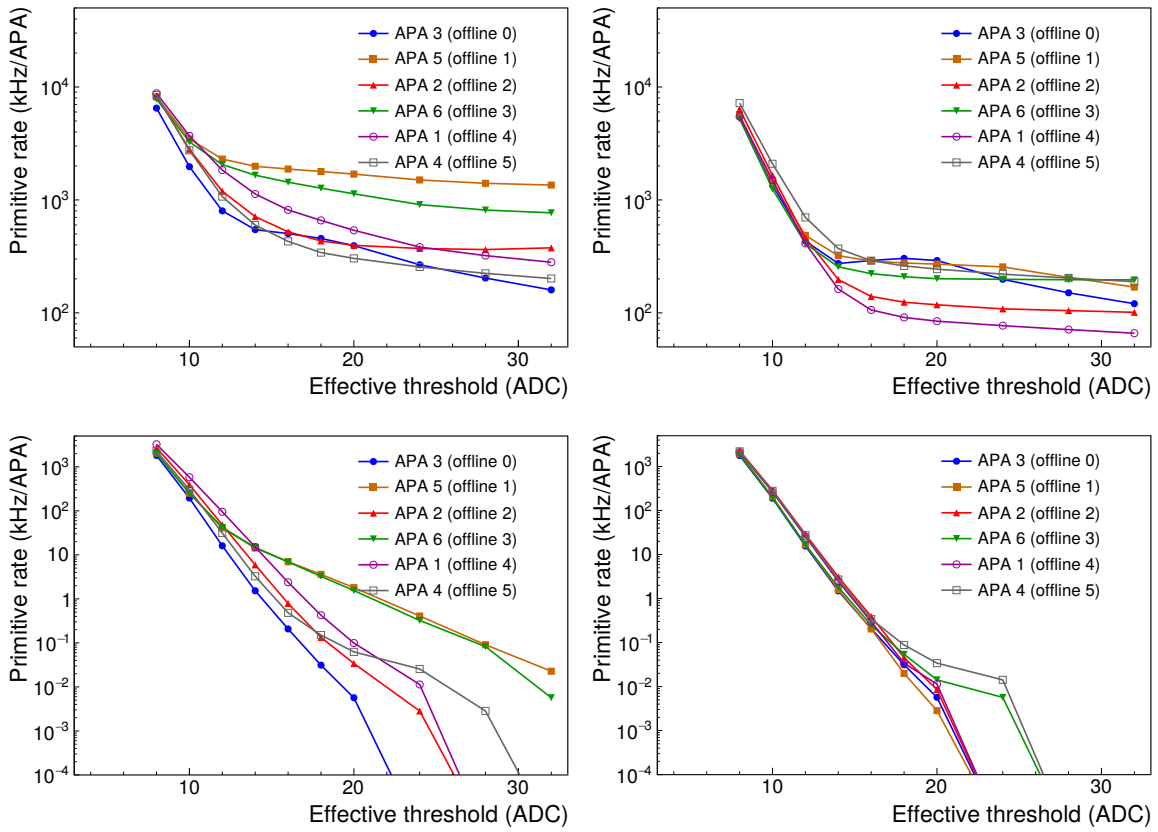 Primitive rate (kHz/APA)
10⁴
10³
10²
APA 3 (offline 0)
APA 5 (offline 1)
APA 2 (offline 2)
APA 6 (offline 3)
APA 1 (offline 4)
APA 4 (offline 5)
10 20 30
Effective threshold (ADC)
Primitive rate (kHz/APA)
10⁴
10³
10²
APA 3 (offline 0)
APA 5 (offline 1)
APA 2 (offline 2)
APA 6 (offline 3)
APA 1 (offline 4)
APA 4 (offline 5)
10 20 30
Effective threshold (ADC)
Primitive rate (kHz/APA)
10³
10²
10
1
10⁻¹
10⁻²
10⁻³
10⁻⁴
APA 3 (offline 0)
APA 5 (offline 1)
APA 2 (offline 2)
APA 6 (offline 3)
APA 1 (offline 4)
APA 4 (offline 5)
10 20 30
Effective threshold (ADC)
Primitive rate (kHz/APA)
10³
10²
10
1
10⁻¹
10⁻²
10⁻³
10⁻⁴
APA 3 (offline 0)
APA 5 (offline 1)
APA 2 (offline 2)
APA 6 (offline 3)
APA 1 (offline 4)
APA 4 (offline 5)
10 20 30
Effective threshold (ADC)